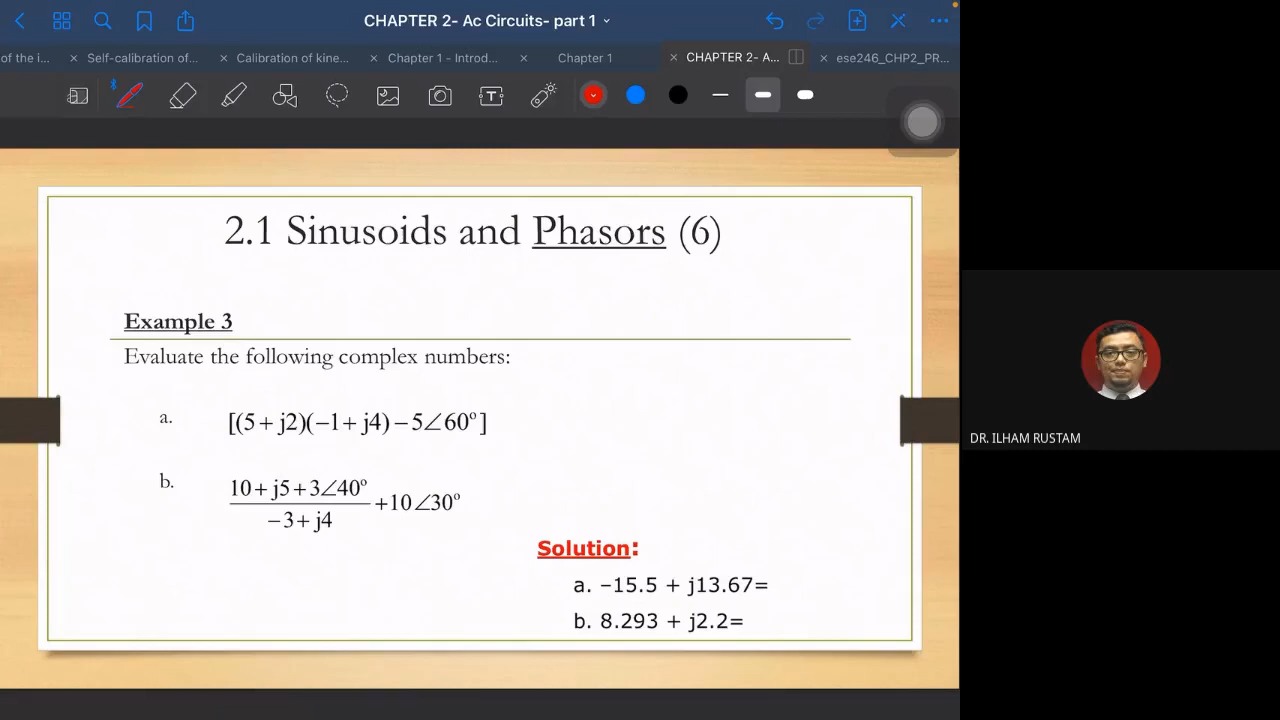 CHAPTER 2- Ac Circuits- part 1
of the i...
Self-calibration of...
Calibration of kine...
Chapter 1 - Introd...
Chapter 1
CHAPTER 2- A...
ese246_CHP2_PR...
T
2.1 Sinusoids and Phasors (6)
Example 3
Evaluate the following complex numbers:
a. [(5 + j2)(−1 + j4) − 5∠60º]
b. 10 + j5 + 3∠40º
−3 + j4
+10∠30º
Solution:
a. –15.5 + j13.67=
b. 8.293 + j2.2=
DR. ILHAM RUSTAM